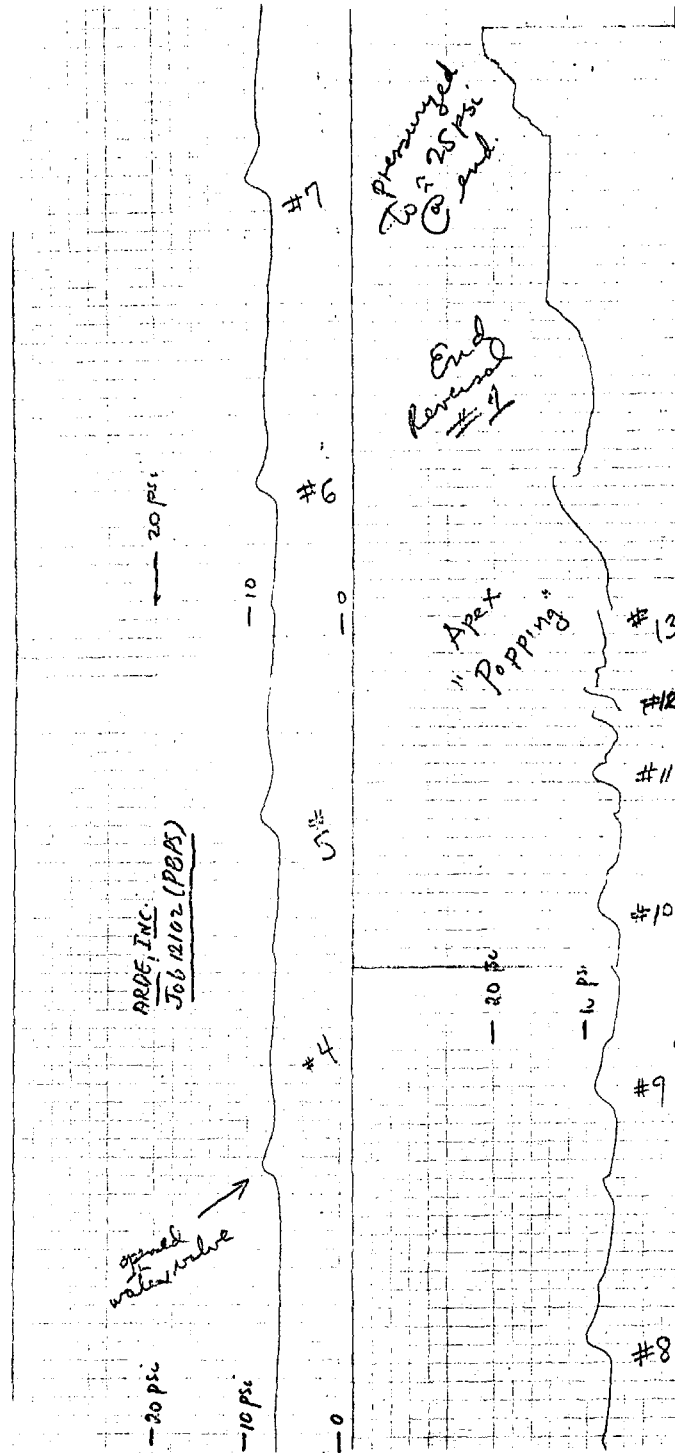 #7
#6
20 psi
-10
-0
ARDE, INC.
Job 12102 (PBPS)
#5
#4
opened
water valve
-20 psi
-10 psi
-0
Pressurized
To ≈ 25 psi
@ end.
End
Reversal
#1
Apex
"Popping"
#13
#12
#11
#10
-20 psi
-10 psi
#9
#8